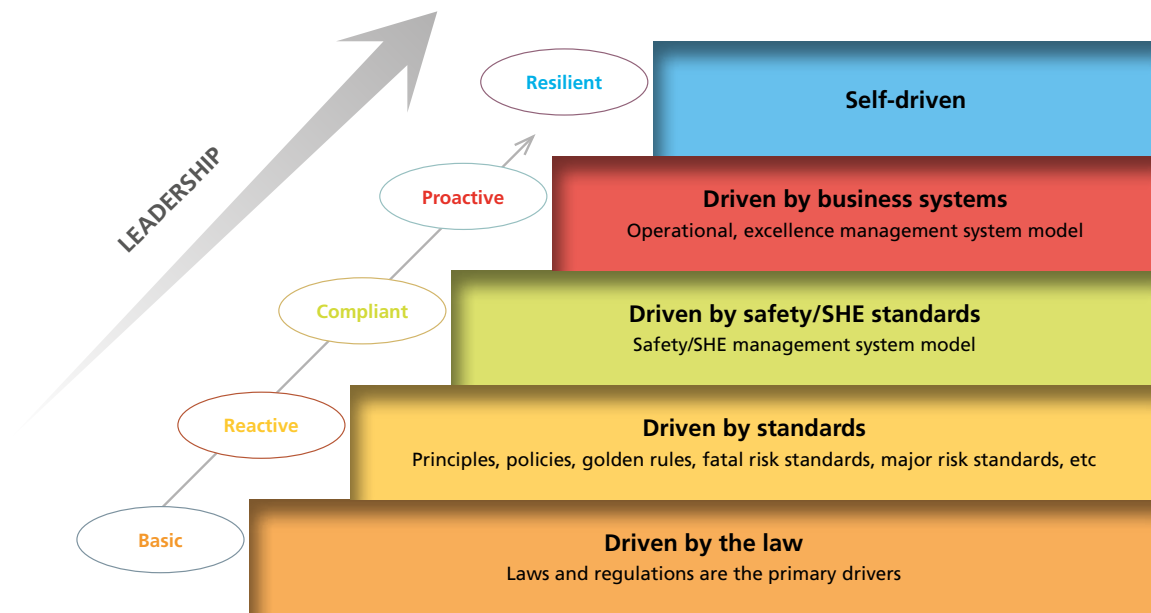 LEADERSHIP
Resilient
Self-driven
Proactive
Driven by business systems
Operational, excellence management system model
Compliant
Driven by safety/SHE standards
Safety/SHE management system model
Reactive
Driven by standards
Principles, policies, golden rules, fatal risk standards, major risk standards, etc
Basic
Driven by the law
Laws and regulations are the primary drivers